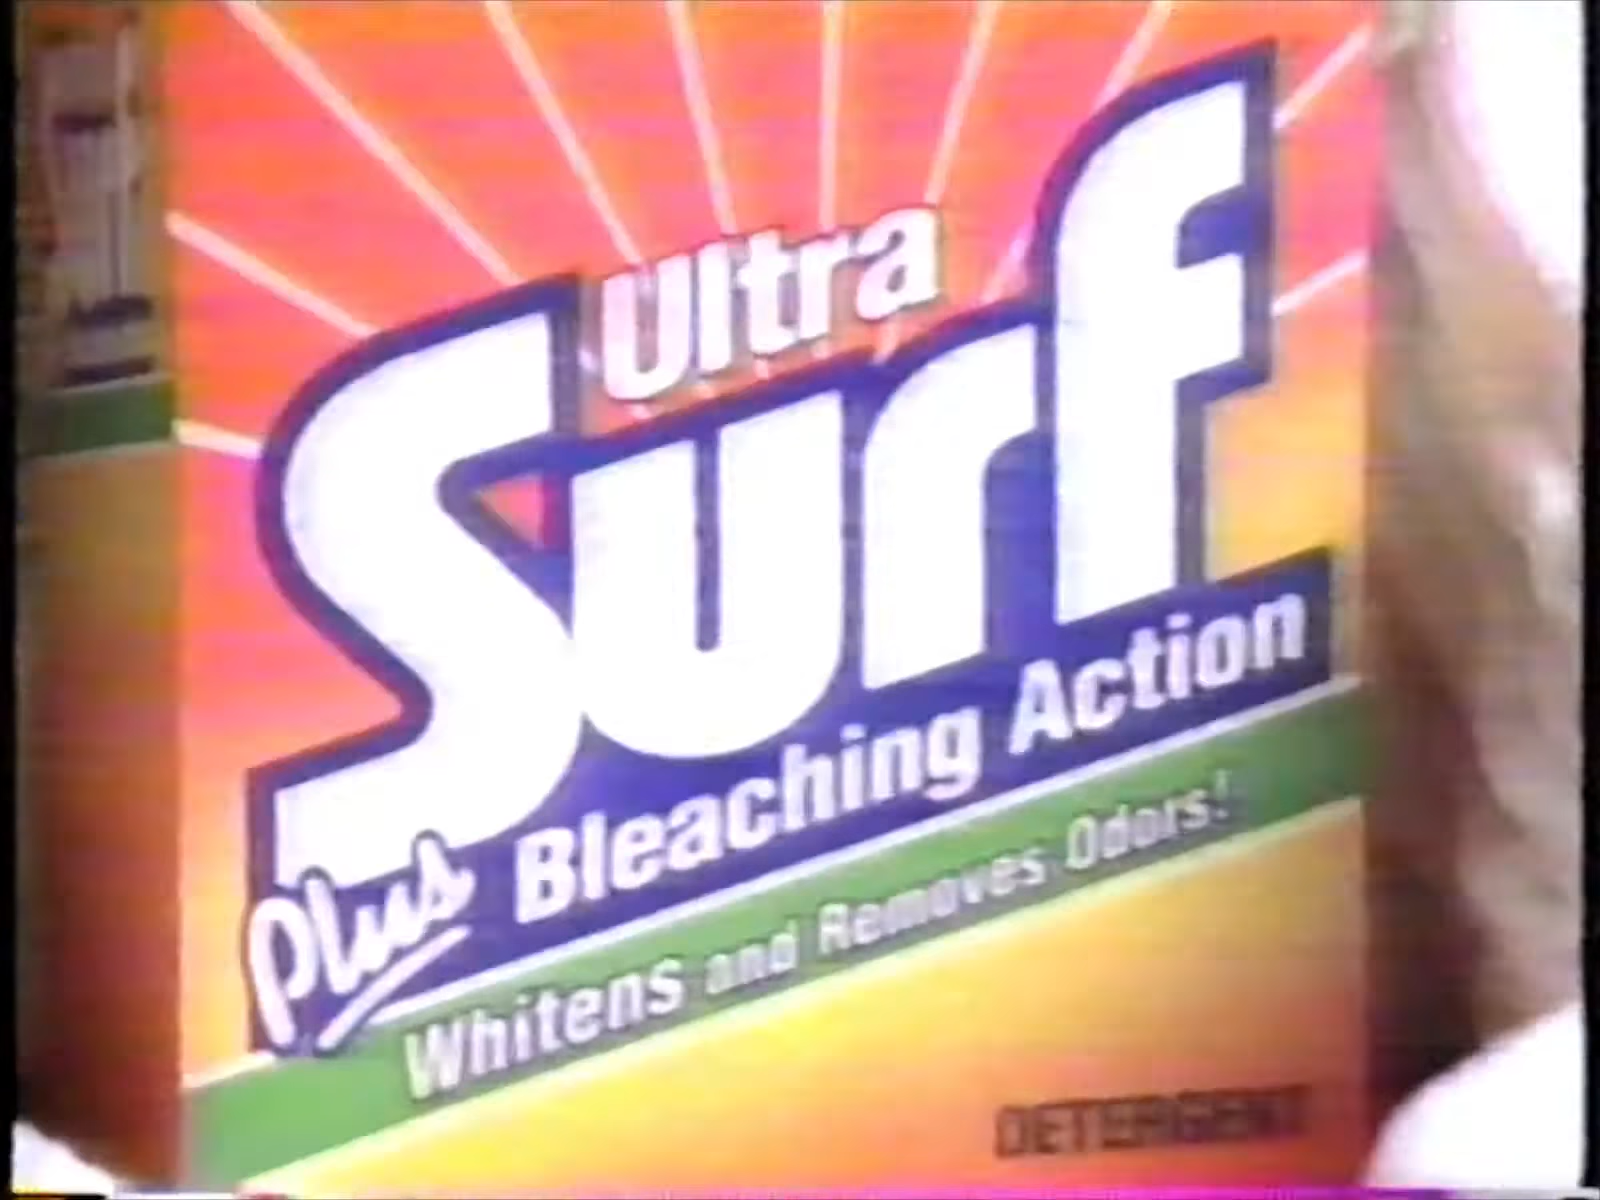 Ultra
Surf
Plus Bleaching Action
Whitens and Removes Odors!
DETERGENT